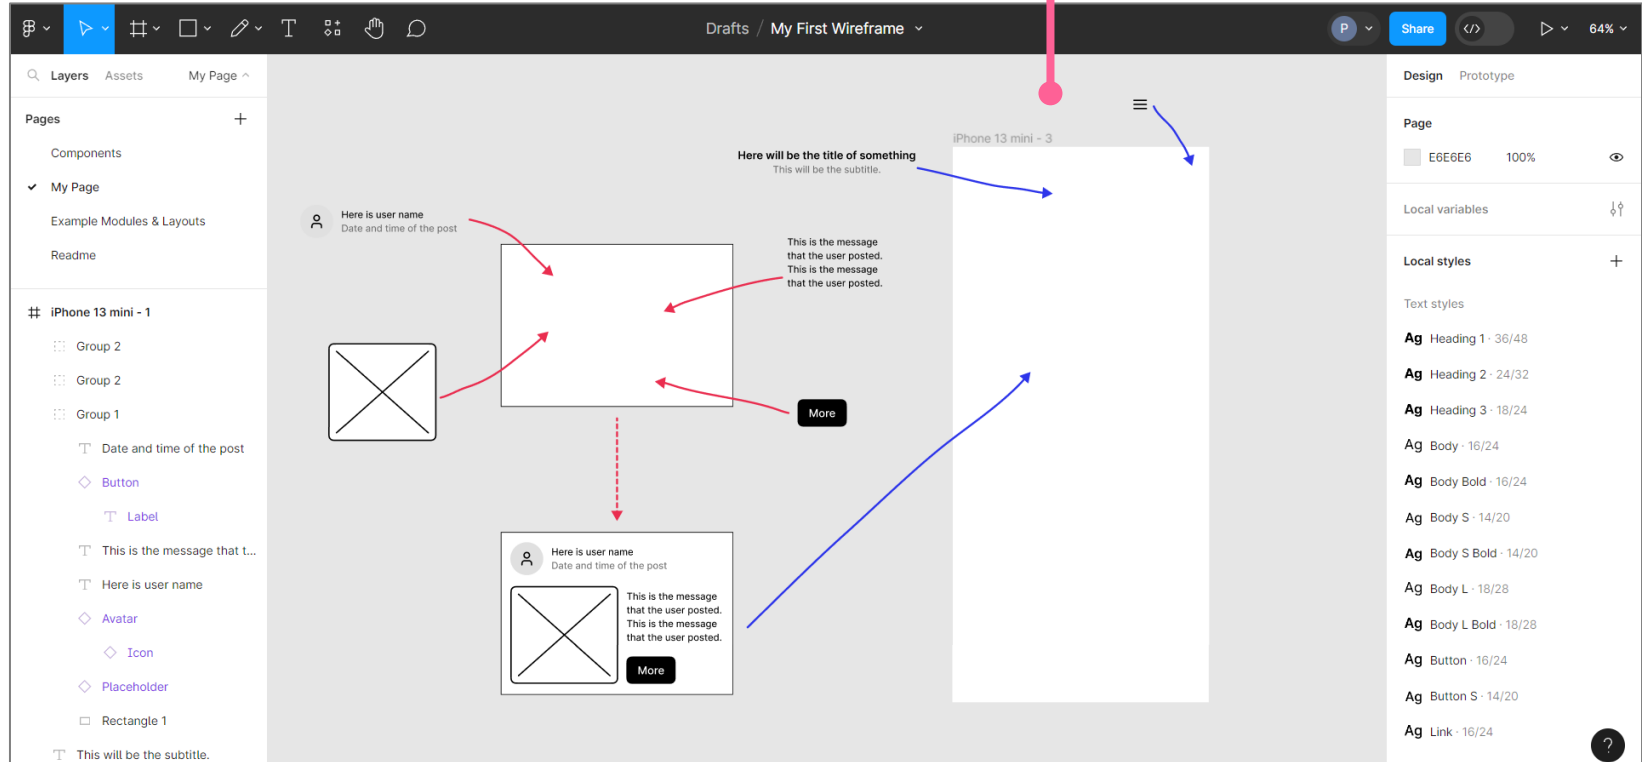 Drafts / My First Wireframe
P
Share
</>
64%
Layers
Assets
My Page
Pages
Components
My Page
Example Modules & Layouts
Readme
iPhone 13 mini - 1
Group 2
Group 2
Group 1
Date and time of the post
Button
Label
This is the message that t...
Here is user name
Avatar
Icon
Placeholder
Rectangle 1
This will be the subtitle.
iPhone 13 mini - 3
Here will be the title of something
This will be the subtitle.
Here is user name
Date and time of the post
This is the message
that the user posted.
This is the message
that the user posted.
More
Here is user name
Date and time of the post
This is the message
that the user posted.
This is the message
that the user posted.
More
Design
Prototype
Page
E6E6E6
100%
Local variables
Local styles
Text styles
Ag Heading 1 · 36/48
Ag Heading 2 · 24/32
Ag Heading 3 · 18/24
Ag Body · 16/24
Ag Body Bold · 16/24
Ag Body S · 14/20
Ag Body S Bold · 14/20
Ag Body L · 18/28
Ag Body L Bold · 18/28
Ag Button · 16/24
Ag Button S · 14/20
Ag Link · 16/24
?